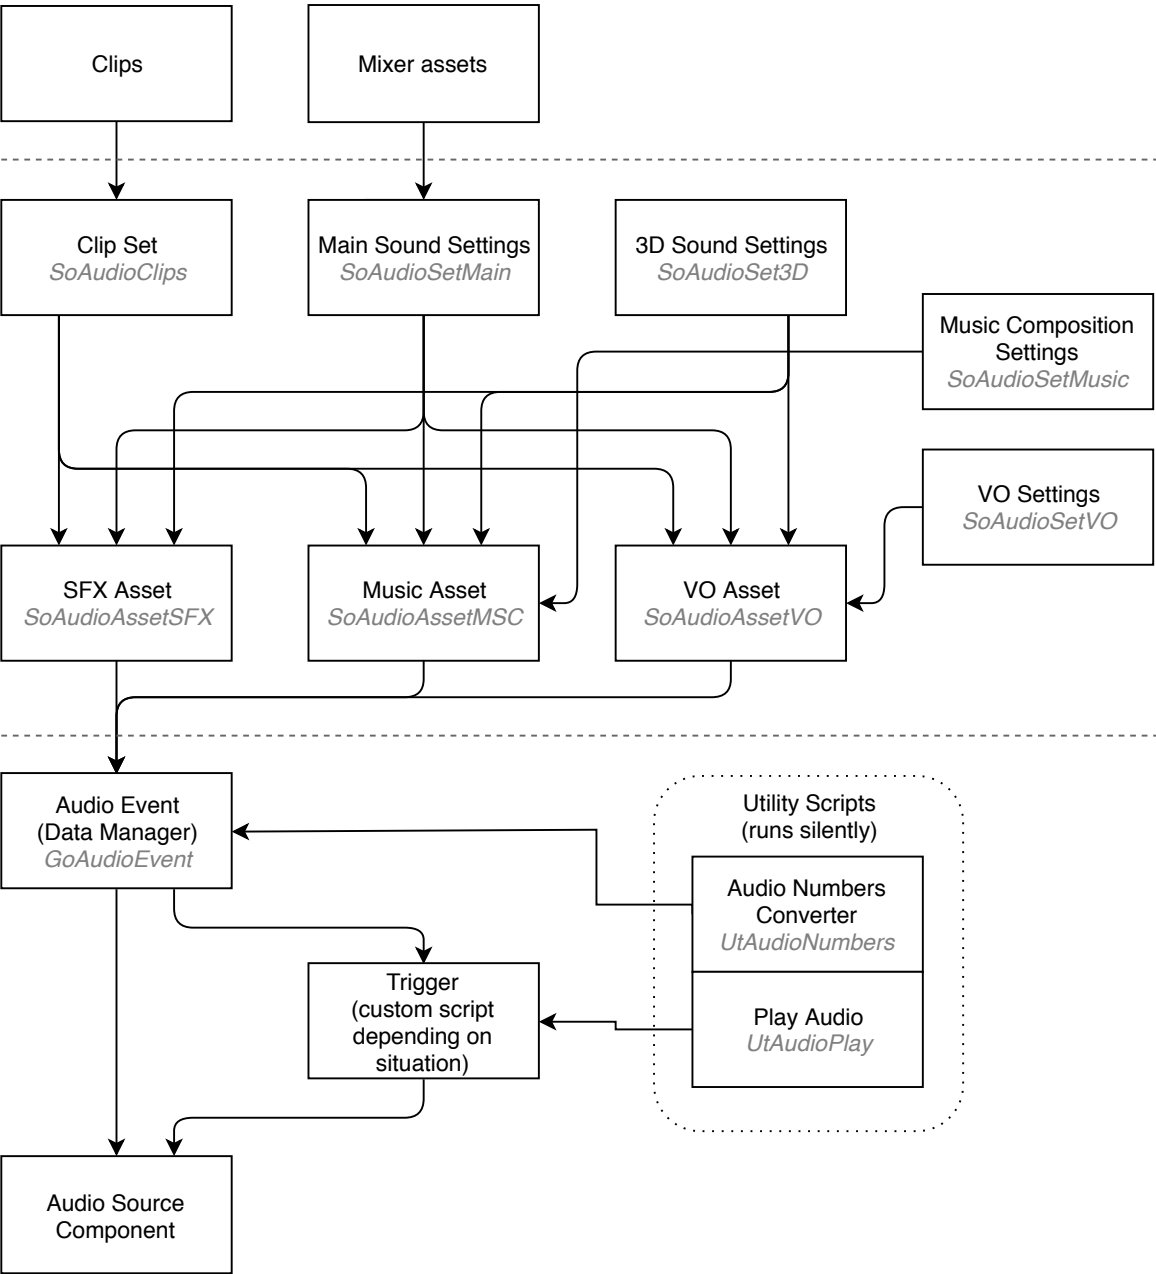 Clips
Mixer assets
Clip Set
SoAudioClips
Main Sound Settings
SoAudioSetMain
3D Sound Settings
SoAudioSet3D
Music Composition
Settings
SoAudioSetMusic
VO Settings
SoAudioSetVO
SFX Asset
SoAudioAssetSFX
Music Asset
SoAudioAssetMSC
VO Asset
SoAudioAssetVO
Audio Event
(Data Manager)
GoAudioEvent
Utility Scripts
(runs silently)
Audio Numbers
Converter
UtAudioNumbers
Trigger
(custom script
depending on
situation)
Play Audio
UtAudioPlay
Audio Source
Component